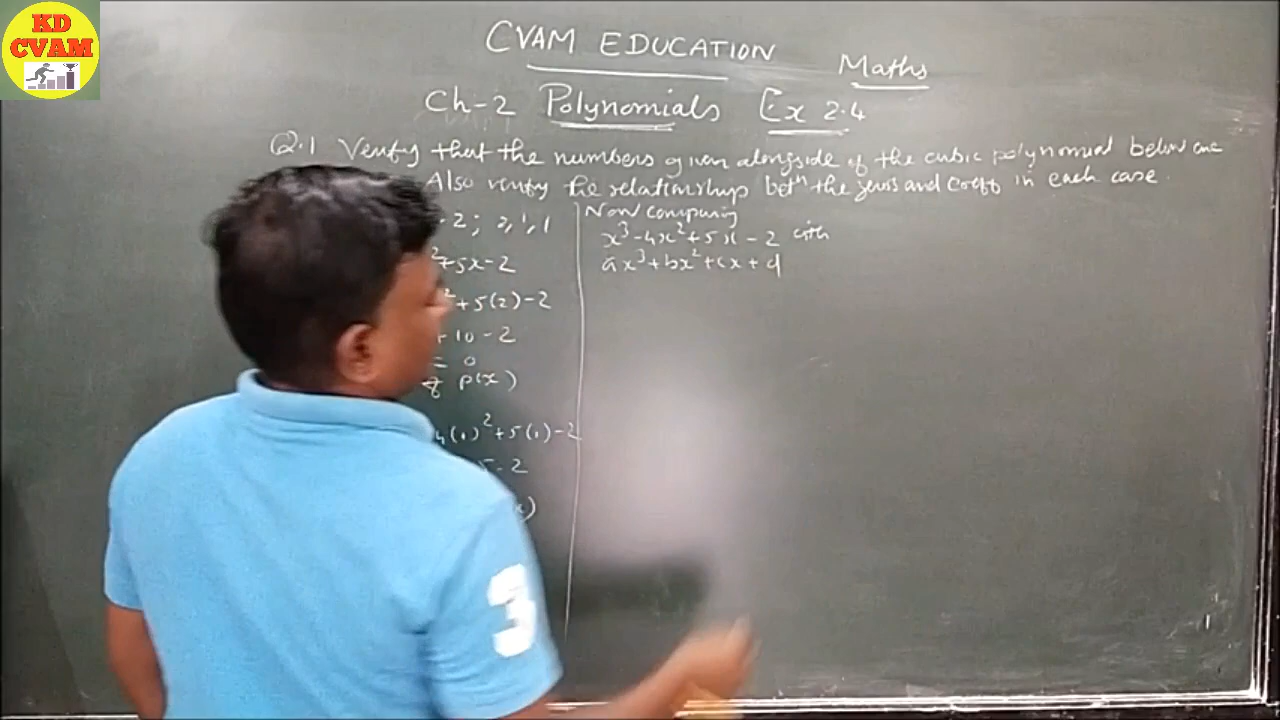 KD
CVAM
CVAM EDUCATION
Maths
Ch-2 Polynomials Ex 2.4
Q.1 Verify that the numbers given alongside of the cubic polynomial below are
Also verify the relationships betn the zeros and Coeff in each case.
2; 2,1,1
+5x-2
+5(2)-2
+10-2
= 0
of p(x)
4(1)²+5(1)-2
5-2
x)
Now comparing
x³-4x²+5x-2 with
ax³+bx²+cx+d
3